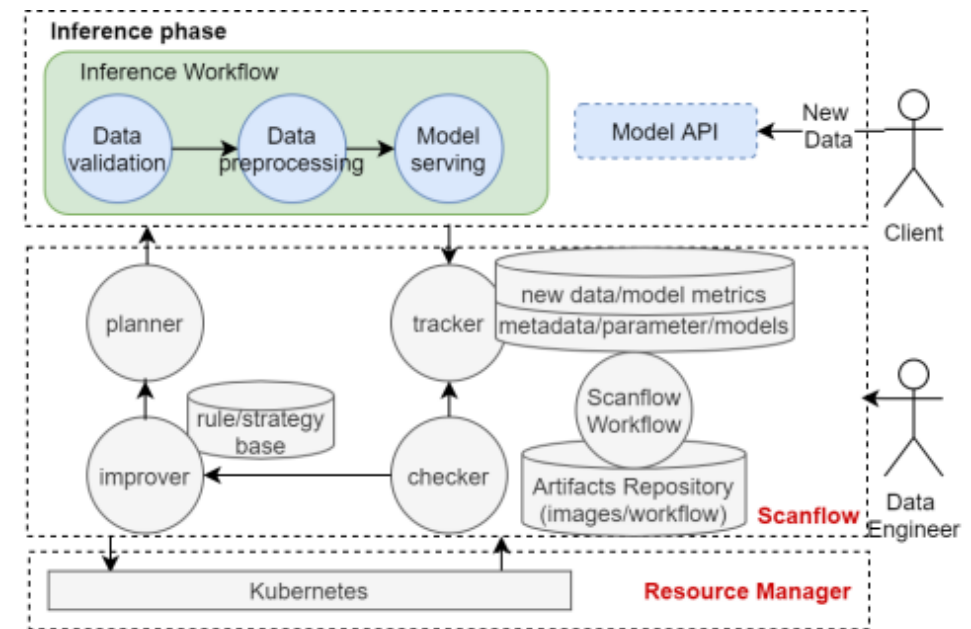 Inference phase
Inference Workflow
Data
validation
Data
preprocessing
Model
serving
Model API
New
Data
Client
planner
tracker
new data/model metrics
metadata/parameter/models
rule/strategy
base
Scanflow
Workflow
improver
checker
Artifacts Repository
(images/workflow)
Scanflow
Data
Engineer
Kubernetes
Resource Manager